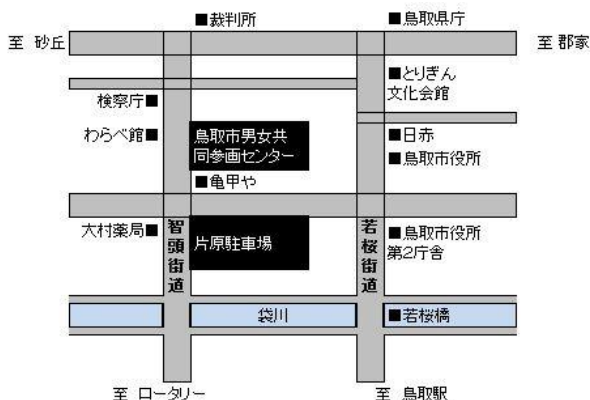 ■裁判所
■鳥取県庁
至 砂丘
至 郡家
■とりぎん
文化会館
検察庁■
わらべ館■
鳥取市男女共
同参画センター
■日赤
■鳥取市役所
■亀甲や
大村薬局■
智頭街道
片原駐車場
若桜街道
■鳥取市役所
第2庁舎
袋川
■若桜橋
至 ロータリー
至 鳥取駅